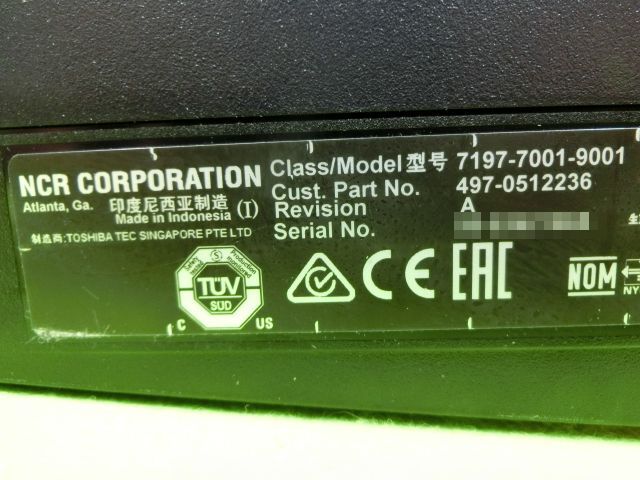 NCR CORPORATION
Atlanta, Ga. 印度尼西亚制造
Made in Indonesia (I)
制造商:TOSHIBA TEC SINGAPORE PTE LTD
Class/Model 型号 7197-7001-9001
Cust. Part No. 497-0512236
Revision A
Serial No.
TÜV
SÜD
C US
CE
EAC
NOM
NY